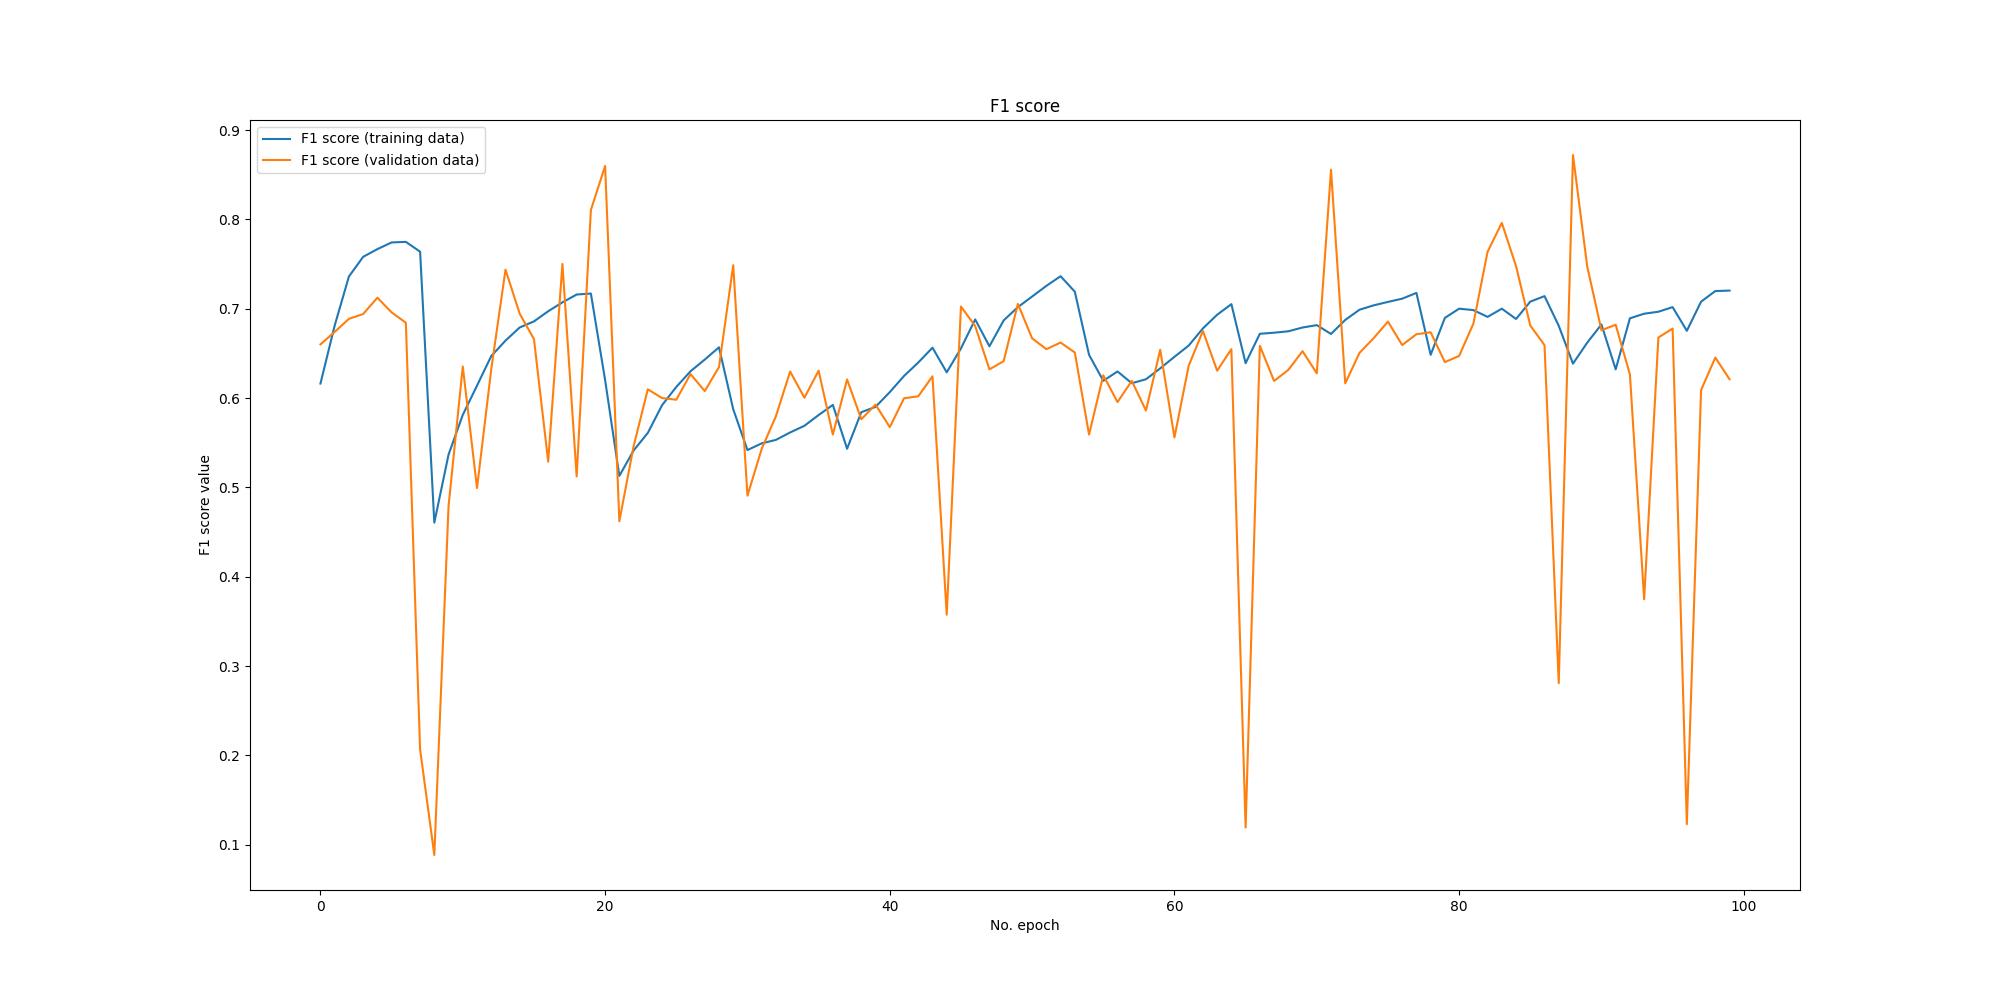 F1 score
F1 score (training data)
F1 score (validation data)
0.9
0.8
0.7
0.6
0.5
0.4
0.3
0.2
0.1
F1 score value
0 20 40 60 80 100
No. epoch